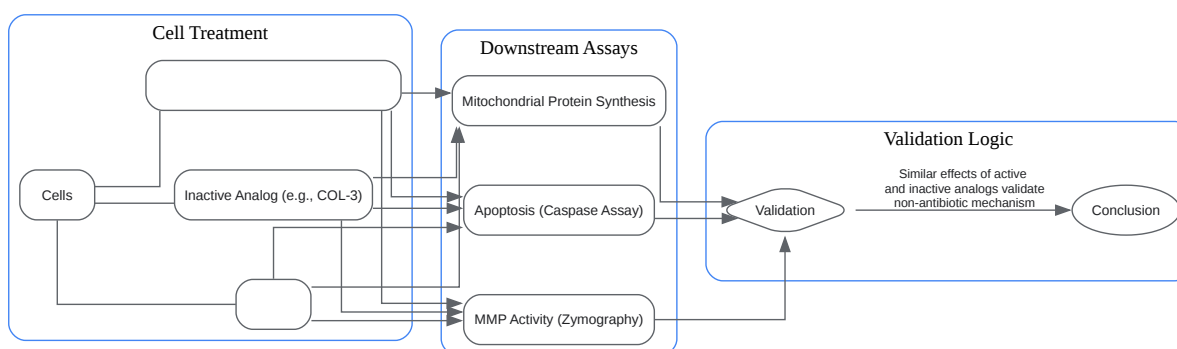 Cell Treatment
Downstream Assays
Mitochondrial Protein Synthesis
Validation Logic
Cells
Inactive Analog (e.g., COL-3)
Apoptosis (Caspase Assay)
Similar effects of active
and inactive analogs validate
non-antibiotic mechanism
Validation
Conclusion
MMP Activity (Zymography)